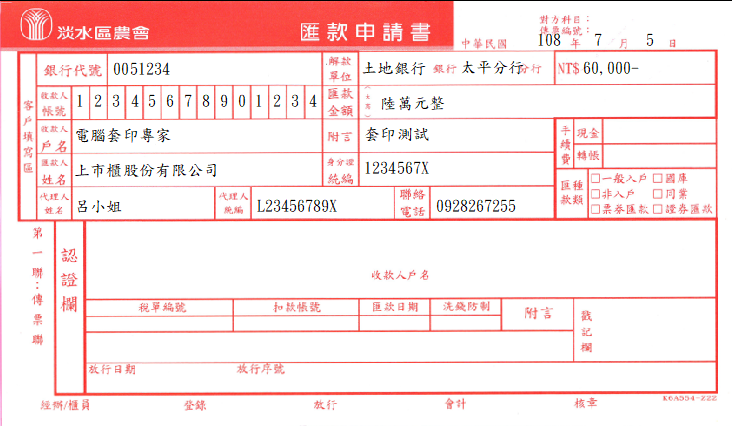 淡水區農會 匯款申請書
對方科目：
傳票編號：
中華民國 108 年 7 月 5 日
銀行代號 0051234 解款單位 土地銀行 銀行 太平分行 分行 NT$ 60,000-
客戶填寫區
收款人帳號 1 2 3 4 5 6 7 8 9 0 1 2 3 4 匯款金額 (大寫) 陸萬元整
收款人戶名 電腦套印專家 附言 套印測試 手續費 現金
轉帳
匯款人姓名 上市櫃股份有限公司 身分證統編 1234567X
代理人姓名 呂小姐 代理人統編 L23456789X 聯絡電話 0928267255
匯款種類 □一般入戶 □國庫
□非入戶 □同業
□票券匯款 □證券匯款
第一聯：傳票聯
認證欄
收款人戶名
稅單編號 扣款帳號 匯款日期 洗錢防制 附言 戳記欄
放行日期 放行序號
K6A554-ZZZ
經辦/櫃員 登錄 放行 會計 核章